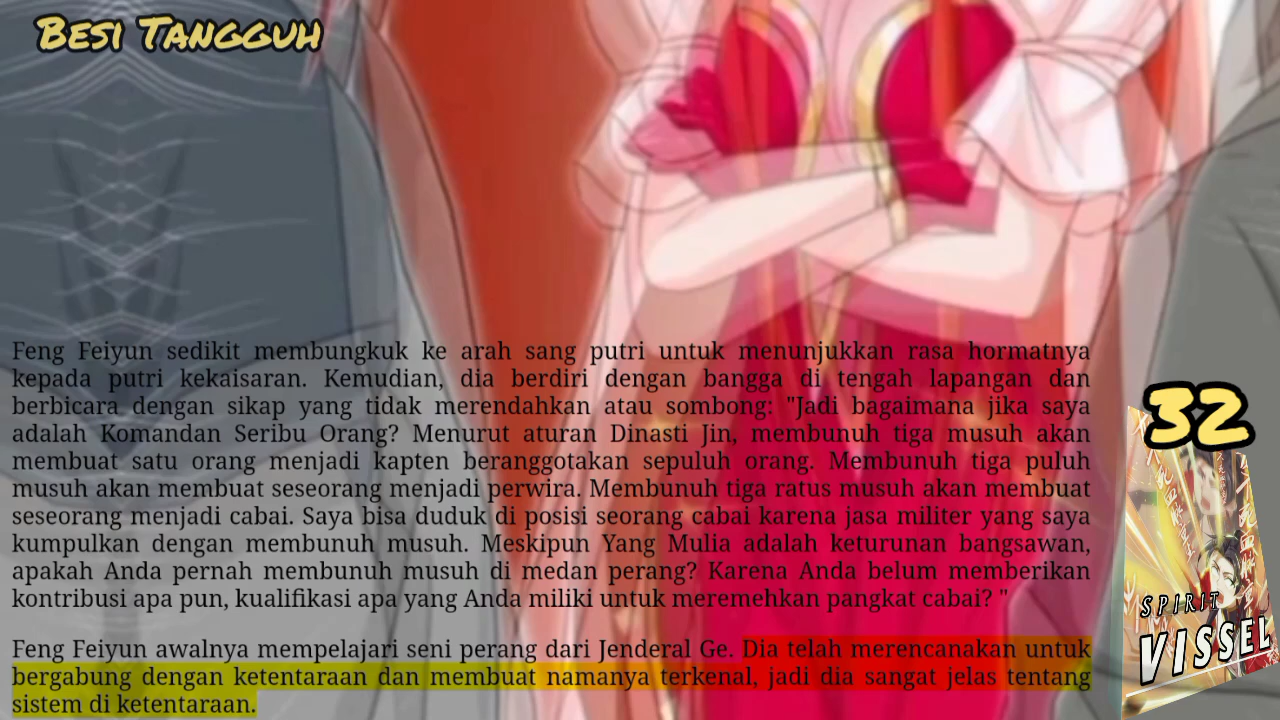 Besi Tangguh
Feng Feiyun sedikit membungkuk ke arah sang putri untuk menunjukkan rasa hormatnya
kepada putri kekaisaran. Kemudian, dia berdiri dengan bangga di tengah lapangan dan
berbicara dengan sikap yang tidak merendahkan atau sombong: "Jadi bagaimana jika saya
adalah Komandan Seribu Orang? Menurut aturan Dinasti Jin, membunuh tiga musuh akan
membuat satu orang menjadi kapten beranggotakan sepuluh orang. Membunuh tiga puluh
musuh akan membuat seseorang menjadi perwira. Membunuh tiga ratus musuh akan membuat
seseorang menjadi cabai. Saya bisa duduk di posisi seorang cabai karena jasa militer yang saya
kumpulkan dengan membunuh musuh. Meskipun Yang Mulia adalah keturunan bangsawan,
apakah Anda pernah membunuh musuh di medan perang? Karena Anda belum memberikan
kontribusi apa pun, kualifikasi apa yang Anda miliki untuk meremehkan pangkat cabai? "
Feng Feiyun awalnya mempelajari seni perang dari Jenderal Ge. Dia telah merencanakan untuk
bergabung dengan ketentaraan dan membuat namanya terkenal, jadi dia sangat jelas tentang
sistem di ketentaraan.
32
SPIRIT
VISSEL